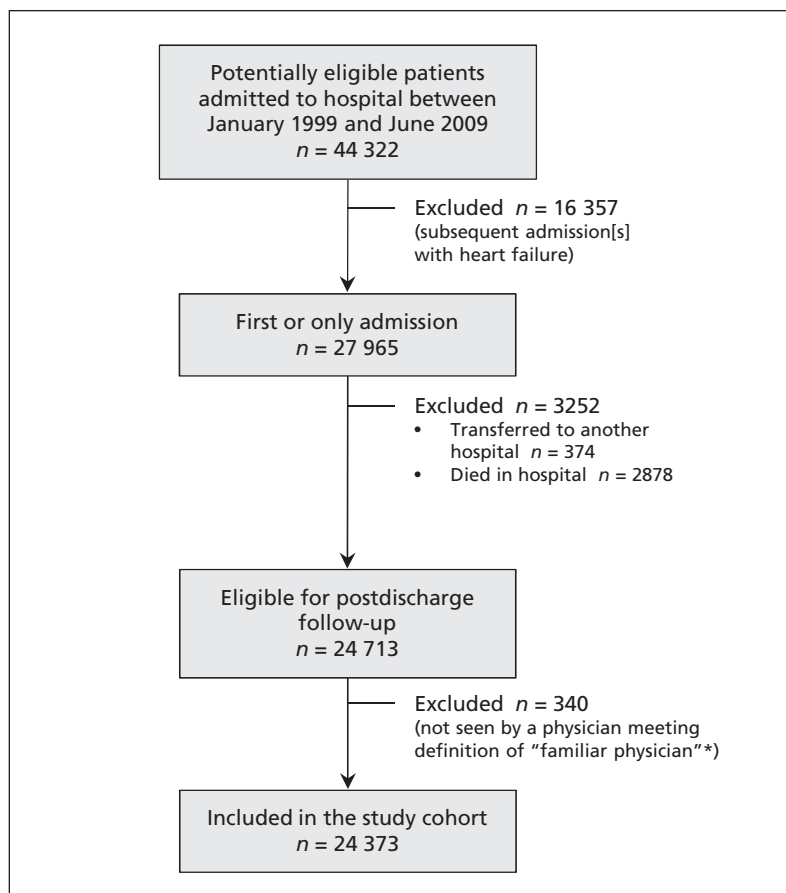 Potentially eligible patients
admitted to hospital between
January 1999 and June 2009
n = 44 322
Excluded n = 16 357
(subsequent admission[s]
with heart failure)
First or only admission
n = 27 965
Excluded n = 3252
• Transferred to another
hospital n = 374
• Died in hospital n = 2878
Eligible for postdischarge
follow-up
n = 24 713
Excluded n = 340
(not seen by a physician meeting
definition of “familiar physician”*)
Included in the study cohort
n = 24 373